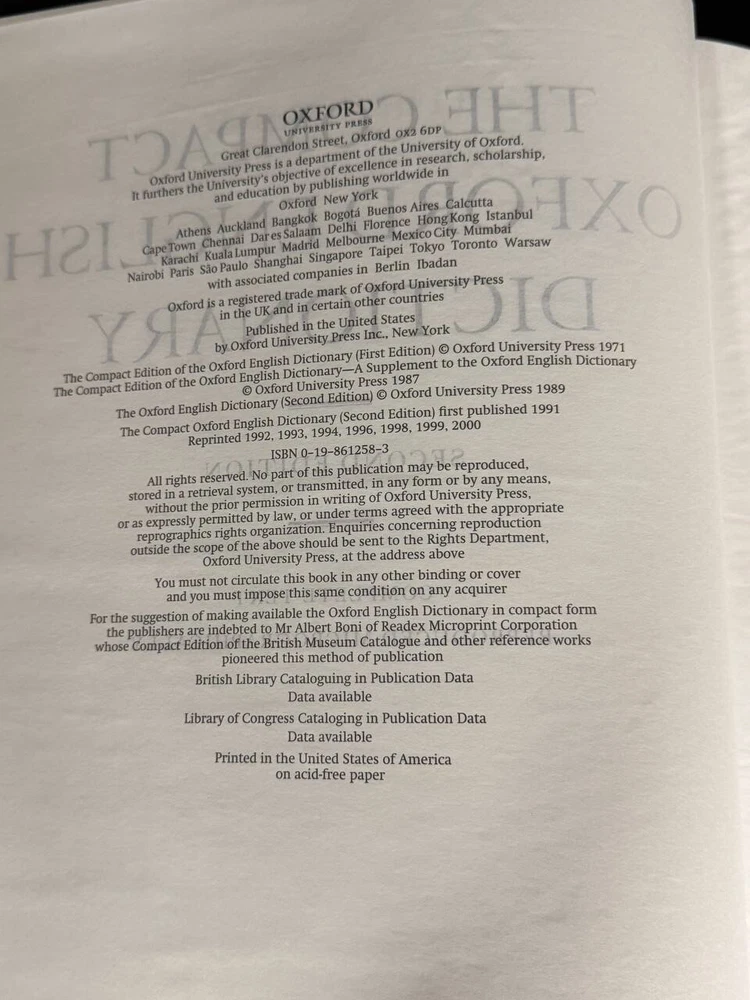 OXFORD
UNIVERSITY PRESS
Great Clarendon Street, Oxford OX2 6DP
Oxford University Press is a department of the University of Oxford.
It furthers the University's objective of excellence in research, scholarship,
and education by publishing worldwide in
Oxford New York
Athens Auckland Bangkok Bogotá Buenos Aires Calcutta
Cape Town Chennai Dar es Salaam Delhi Florence Hong Kong Istanbul
Karachi Kuala Lumpur Madrid Melbourne Mexico City Mumbai
Nairobi Paris São Paulo Shanghai Singapore Taipei Tokyo Toronto Warsaw
with associated companies in Berlin Ibadan
Oxford is a registered trade mark of Oxford University Press
in the UK and in certain other countries
Published in the United States
by Oxford University Press Inc., New York
The Compact Edition of the Oxford English Dictionary (First Edition) © Oxford University Press 1971
The Compact Edition of the Oxford English Dictionary—A Supplement to the Oxford English Dictionary
© Oxford University Press 1987
The Oxford English Dictionary (Second Edition) © Oxford University Press 1989
The Compact Oxford English Dictionary (Second Edition) first published 1991
Reprinted 1992, 1993, 1994, 1996, 1998, 1999, 2000
ISBN 0-19-861258-3
All rights reserved. No part of this publication may be reproduced,
stored in a retrieval system, or transmitted, in any form or by any means,
without the prior permission in writing of Oxford University Press,
or as expressly permitted by law, or under terms agreed with the appropriate
reprographics rights organization. Enquiries concerning reproduction
outside the scope of the above should be sent to the Rights Department,
Oxford University Press, at the address above
You must not circulate this book in any other binding or cover
and you must impose this same condition on any acquirer
For the suggestion of making available the Oxford English Dictionary in compact form
the publishers are indebted to Mr Albert Boni of Readex Microprint Corporation
whose Compact Edition of the British Museum Catalogue and other reference works
pioneered this method of publication
British Library Cataloguing in Publication Data
Data available
Library of Congress Cataloging in Publication Data
Data available
Printed in the United States of America
on acid-free paper